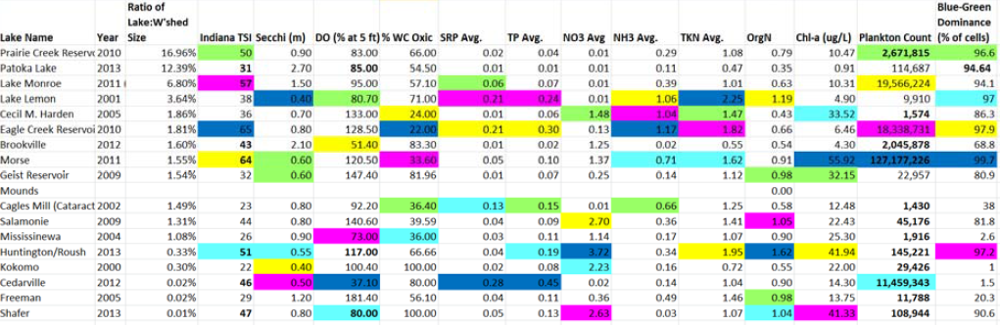 Ratio of Blue-Green
Lake:W'shed Dominance
Lake Name Year Size Indiana TSI Secchi (m) DO (% at 5 ft) % WC Oxic SRP Avg. TP Avg. NO3 Avg NH3 Avg. TKN Avg. OrgN Chl-a (ug/L) Plankton Count (% of cells)
Prairie Creek Reservo 2010 16.96% 50 0.90 83.00 66.00 0.02 0.04 0.01 0.29 1.08 0.79 10.47 2,671,815 96.6
Patoka Lake 2013 12.39% 31 2.70 85.00 54.50 0.01 0.01 0.01 0.11 0.47 0.35 0.91 114,687 94.64
Lake Monroe 2011 ( 6.80% 57 1.50 95.00 57.10 0.06 0.07 0.01 0.39 1.01 0.63 10.31 19,566,224 94.1
Lake Lemon 2001 3.64% 38 0.40 80.70 71.00 0.21 0.24 0.01 1.06 2.25 1.19 4.90 9,910 97
Cecil M. Harden 2005 1.86% 36 0.70 133.00 24.00 0.01 0.06 1.48 1.04 1.47 0.43 33.52 1,574 86.3
Eagle Creek Reservoi 2010 1.81% 65 0.80 128.50 22.00 0.21 0.30 0.13 1.17 1.82 0.66 6.46 18,338,731 97.9
Brookville 2012 1.60% 43 2.10 51.40 83.30 0.01 0.02 1.25 0.02 0.55 0.54 4.30 2,045,878 68.8
Morse 2011 1.55% 64 0.60 120.50 33.60 0.05 0.10 1.37 0.71 1.62 0.91 55.92 127,177,226 99.7
Geist Reservoir 2009 1.54% 32 0.60 147.40 81.96 0.01 0.07 0.25 0.14 1.12 0.98 32.15 22,957 80.9
Mounds 0.00
Cagles Mill (Cataract 2002 1.49% 23 0.80 92.20 36.40 0.13 0.15 0.01 0.66 1.25 0.58 12.48 1,430 38
Salamonie 2009 1.31% 44 0.80 140.60 39.59 0.04 0.09 2.70 0.36 1.41 1.05 22.43 45,176 81.8
Mississinewa 2004 1.08% 26 0.90 73.00 36.00 0.03 0.11 1.14 0.17 1.07 0.90 25.30 1,916 2.6
Huntington/Roush 2013 0.33% 51 0.55 117.00 66.66 0.04 0.19 3.72 0.34 1.95 1.62 41.94 145,221 97.2
Kokomo 2000 0.30% 22 0.40 100.40 100.00 0.02 0.08 2.23 0.16 0.72 0.55 22.00 29,426 1
Cedarville 2012 0.02% 46 0.50 37.10 80.00 0.28 0.45 0.02 0.14 1.04 0.90 14.30 11,459,343 1.5
Freeman 2005 0.02% 29 1.20 181.40 56.10 0.04 0.11 0.36 0.49 1.46 0.98 13.75 11,788 20.3
Shafer 2013 0.01% 47 0.80 80.00 100.00 0.05 0.13 2.63 0.03 1.07 1.04 41.33 108,944 90.6